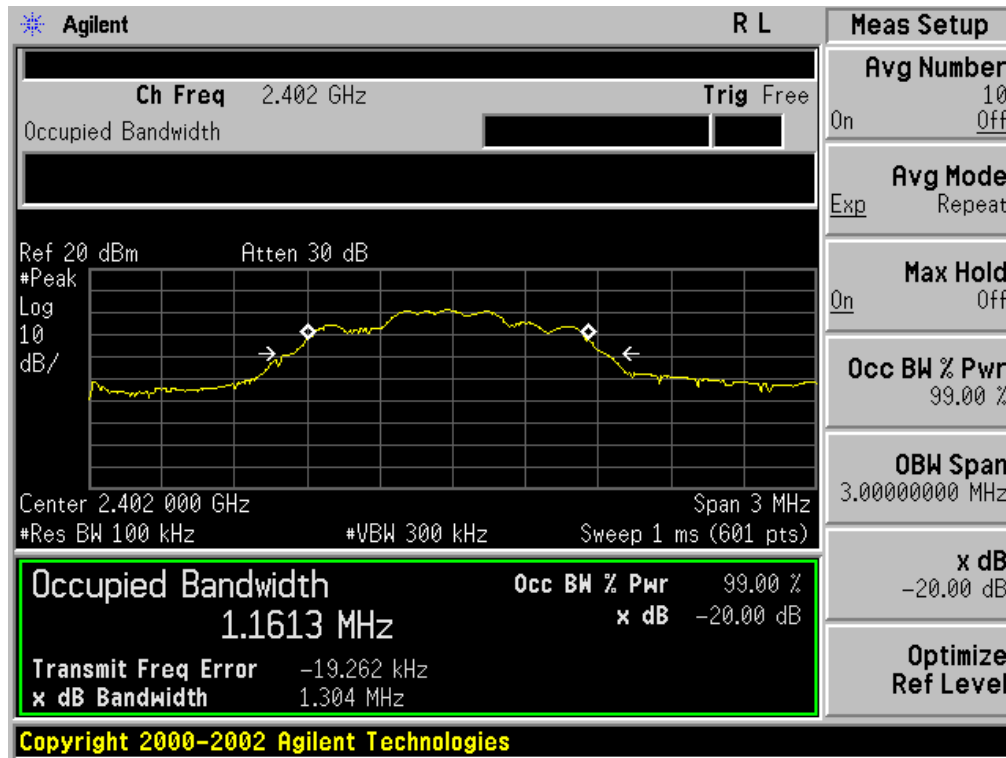 Agilent R L
Ch Freq 2.402 GHz Trig Free
Occupied Bandwidth
Ref 20 dBm Atten 30 dB
#Peak
Log
10
dB/
Center 2.402 000 GHz Span 3 MHz
#Res BW 100 kHz #VBW 300 kHz Sweep 1 ms (601 pts)
Occupied Bandwidth Occ BW % Pwr 99.00 %
1.1613 MHz x dB -20.00 dB
Transmit Freq Error -19.262 kHz
x dB Bandwidth 1.304 MHz
Copyright 2000-2002 Agilent Technologies
Meas Setup
Avg Number
10
On Off
Avg Mode
Exp Repeat
Max Hold
On Off
Occ BW % Pwr
99.00 %
OBW Span
3.00000000 MHz
x dB
-20.00 dB
Optimize
Ref Level